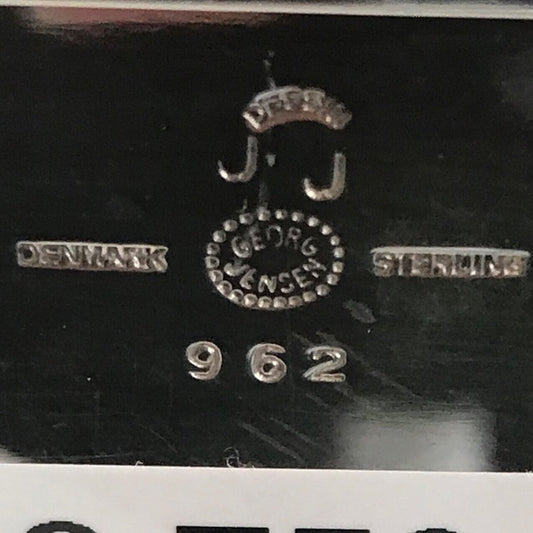 DESSIN
J. J
GEORG
JENSEN
DENMARK
STERLING
962